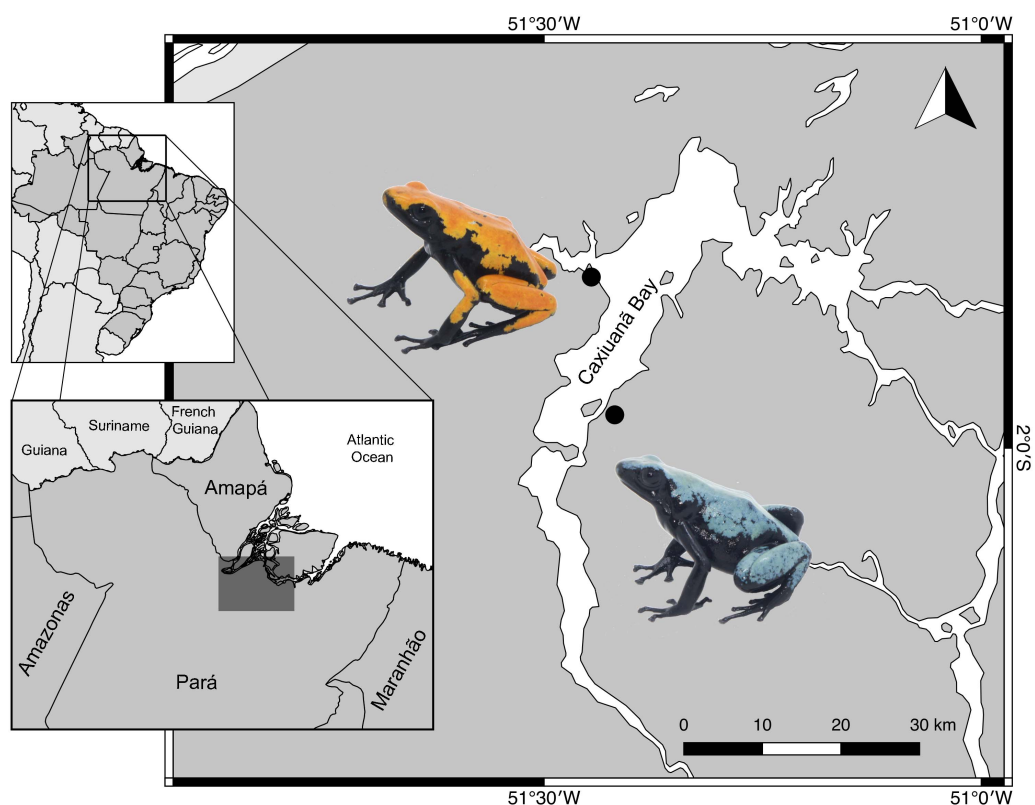 51°30′W
51°0′W
Caxiuanã Bay
2°0′S
French
Guiana
Suriname
Guiana
Atlantic
Ocean
Amapá
Amazonas
Pará
Maranhão
0
10
20
30 km
51°30′W
51°0′W